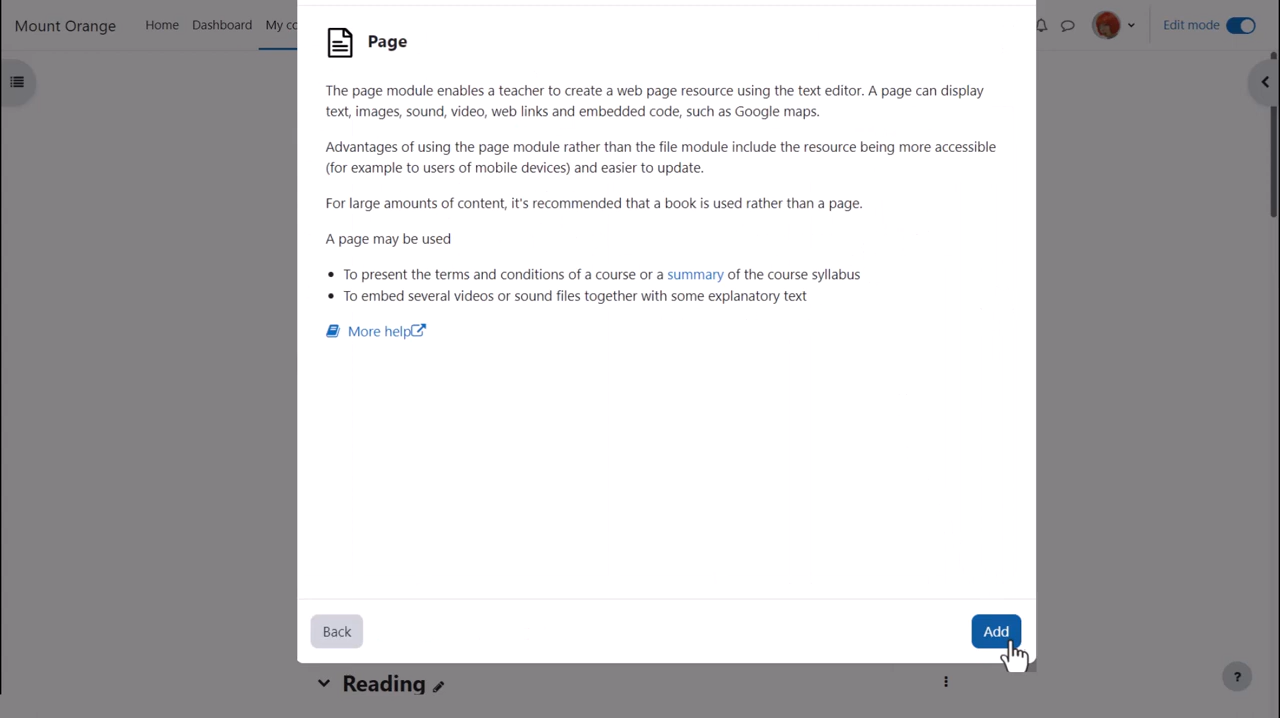 Mount Orange
Home
Dashboard
My co
Edit mode
Page
The page module enables a teacher to create a web page resource using the text editor. A page can display
text, images, sound, video, web links and embedded code, such as Google maps.
Advantages of using the page module rather than the file module include the resource being more accessible
(for example to users of mobile devices) and easier to update.
For large amounts of content, it's recommended that a book is used rather than a page.
A page may be used
• To present the terms and conditions of a course or a summary of the course syllabus
• To embed several videos or sound files together with some explanatory text
More help
Back
Add
Reading
?